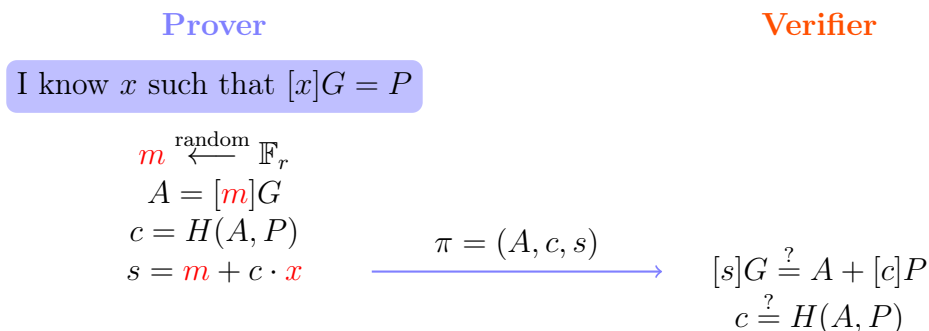 Prover
Verifier
I know x such that [x]G = P
m ←random 𝔽_r
A = [m]G
c = H(A, P)
s = m + c · x
π = (A, c, s)
[s]G ≟ A + [c]P
c ≟ H(A, P)